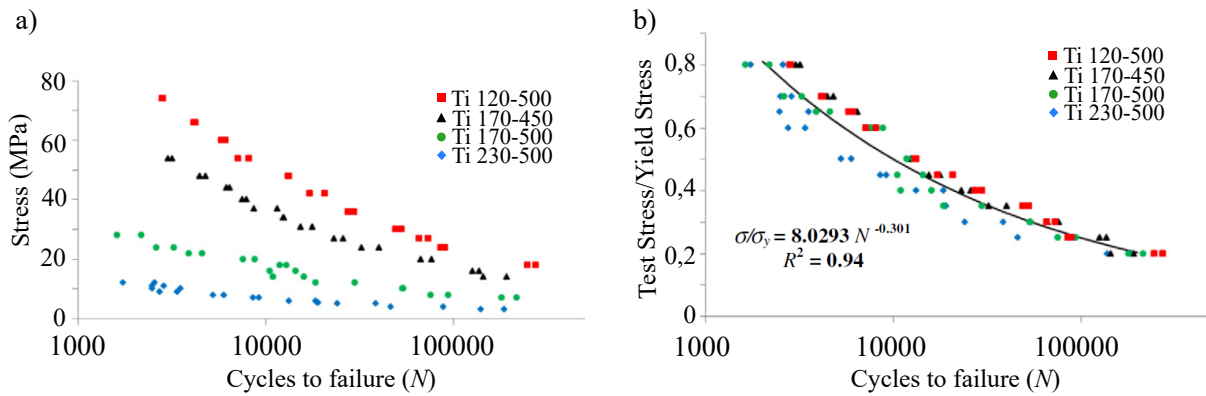 a)
80
60
40
20
0
Stress (MPa)
1000
10000
100000
Cycles to failure (N)
Ti 120-500
Ti 170-450
Ti 170-500
Ti 230-500
b)
0,8
0,6
0,4
0,2
0
Test Stress/Yield Stress
1000
10000
100000
Cycles to failure (N)
Ti 120-500
Ti 170-450
Ti 170-500
Ti 230-500
σ/σy = 8.0293 N -0.301
R² = 0.94